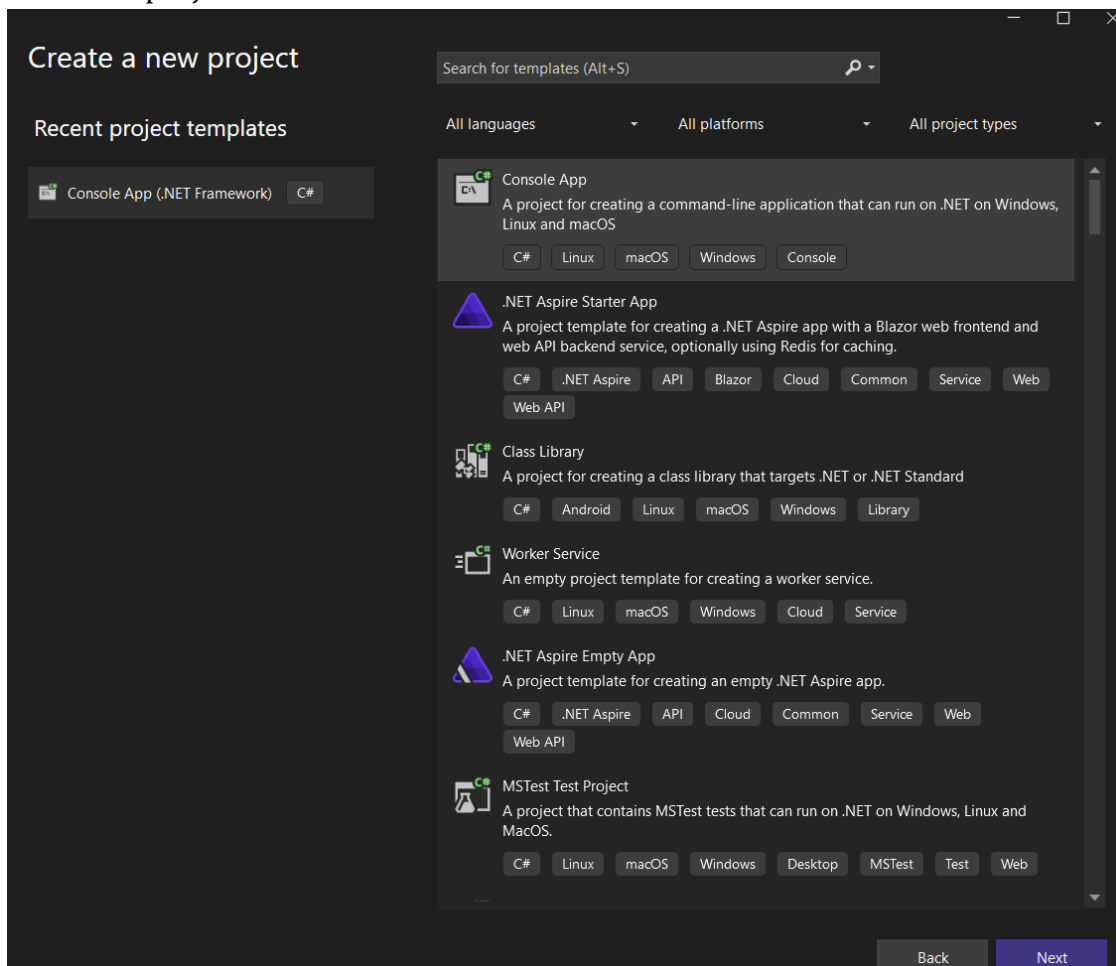 Create a new project
Search for templates (Alt+S)
Recent project templates
All languages
All platforms
All project types
Console App (.NET Framework)
C#
C#
C:\
Console App
A project for creating a command-line application that can run on .NET on Windows,
Linux and macOS
C# Linux macOS Windows Console
.NET Aspire Starter App
A project template for creating a .NET Aspire app with a Blazor web frontend and
web API backend service, optionally using Redis for caching.
C# .NET Aspire API Blazor Cloud Common Service Web
Web API
C#
Class Library
A project for creating a class library that targets .NET or .NET Standard
C# Android Linux macOS Windows Library
C#
Worker Service
An empty project template for creating a worker service.
C# Linux macOS Windows Cloud Service
.NET Aspire Empty App
A project template for creating an empty .NET Aspire app.
C# .NET Aspire API Cloud Common Service Web
Web API
C#
MSTest Test Project
A project that contains MSTest tests that can run on .NET on Windows, Linux and
MacOS.
C# Linux macOS Windows Desktop MSTest Test Web
Back
Next